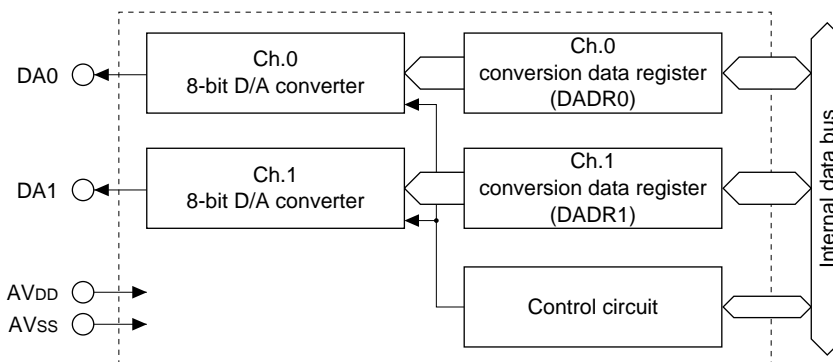 DA0
Ch.0
8-bit D/A converter
Ch.0
conversion data register
(DADR0)
DA1
Ch.1
8-bit D/A converter
Ch.1
conversion data register
(DADR1)
AVDD
AVSS
Control circuit
Internal data bus